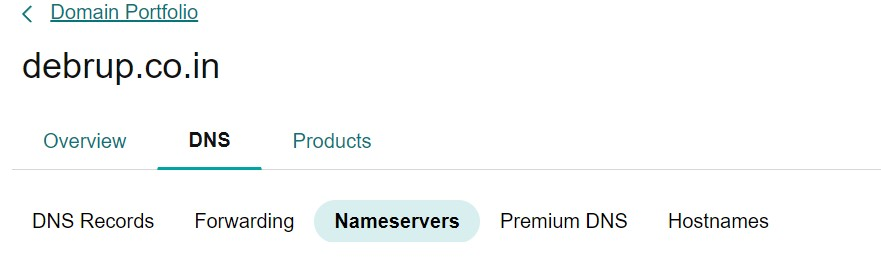 Domain Portfolio
debrup.co.in
Overview DNS Products
DNS Records Forwarding Nameservers Premium DNS Hostnames